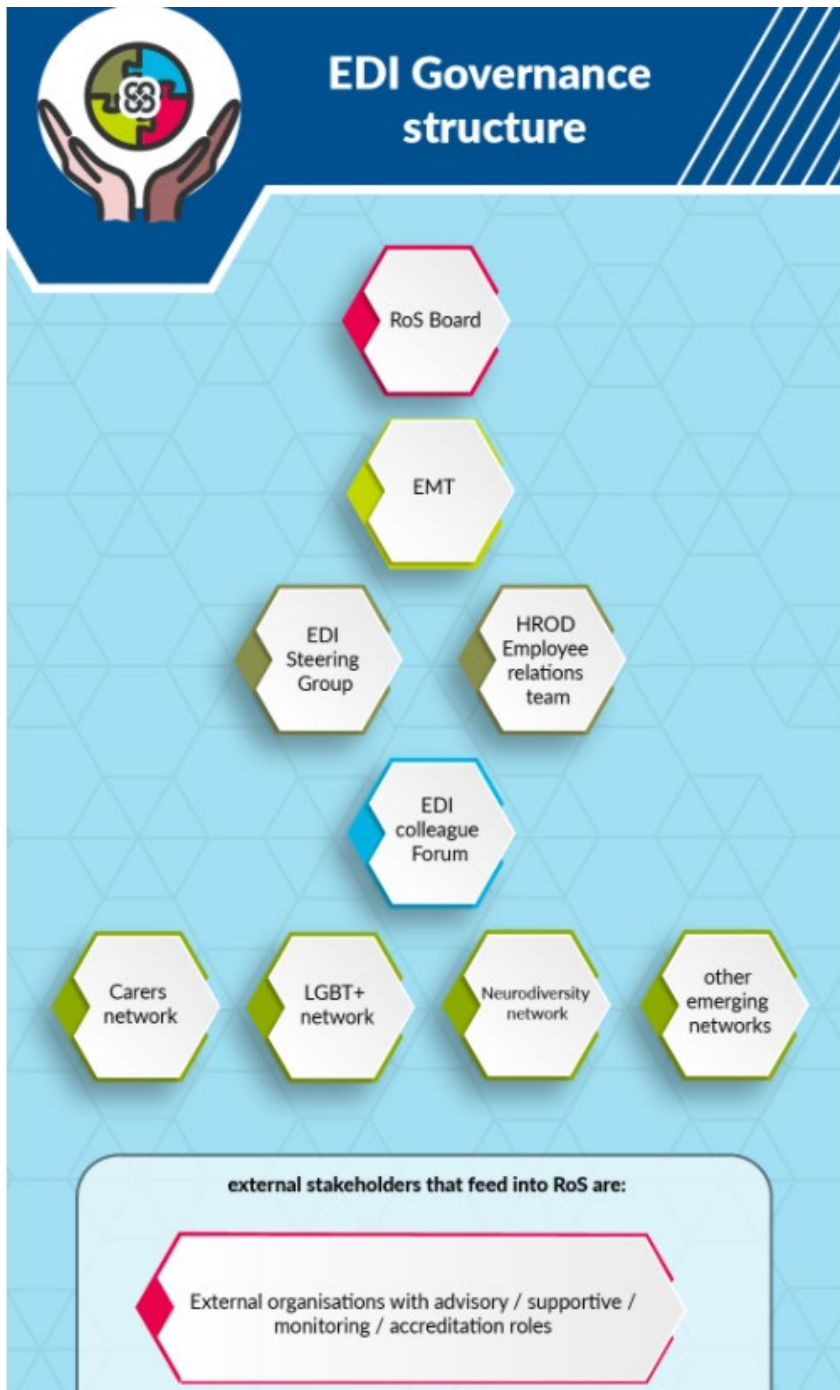 EDI Governance
structure
RoS Board
EMT
EDI
Steering
Group
HROD
Employee
relations
team
EDI
colleague
Forum
Carers
network
LGBT+
network
Neurodiversity
network
other
emerging
networks
external stakeholders that feed into RoS are:
External organisations with advisory / supportive /
monitoring / accreditation roles